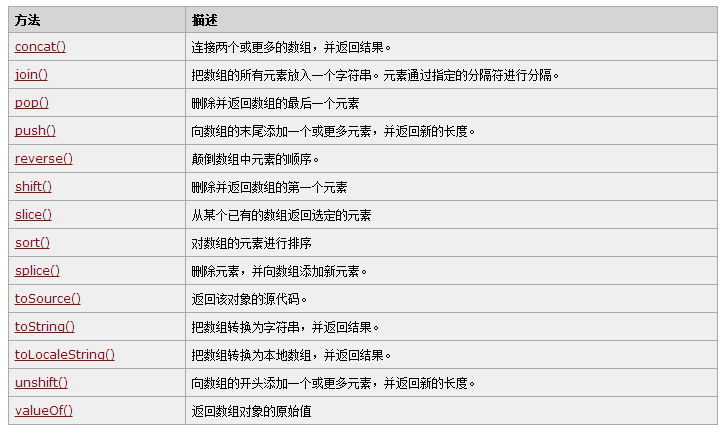 方法 描述
concat() 连接两个或更多的数组，并返回结果。
join() 把数组的所有元素放入一个字符串。元素通过指定的分隔符进行分隔。
pop() 删除并返回数组的最后一个元素
push() 向数组的末尾添加一个或更多元素，并返回新的长度。
reverse() 颠倒数组中元素的顺序。
shift() 删除并返回数组的第一个元素
slice() 从某个已有的数组返回选定的元素
sort() 对数组的元素进行排序
splice() 删除元素，并向数组添加新元素。
toSource() 返回该对象的源代码。
toString() 把数组转换为字符串，并返回结果。
toLocaleString() 把数组转换为本地数组，并返回结果。
unshift() 向数组的开头添加一个或更多元素，并返回新的长度。
valueOf() 返回数组对象的原始值